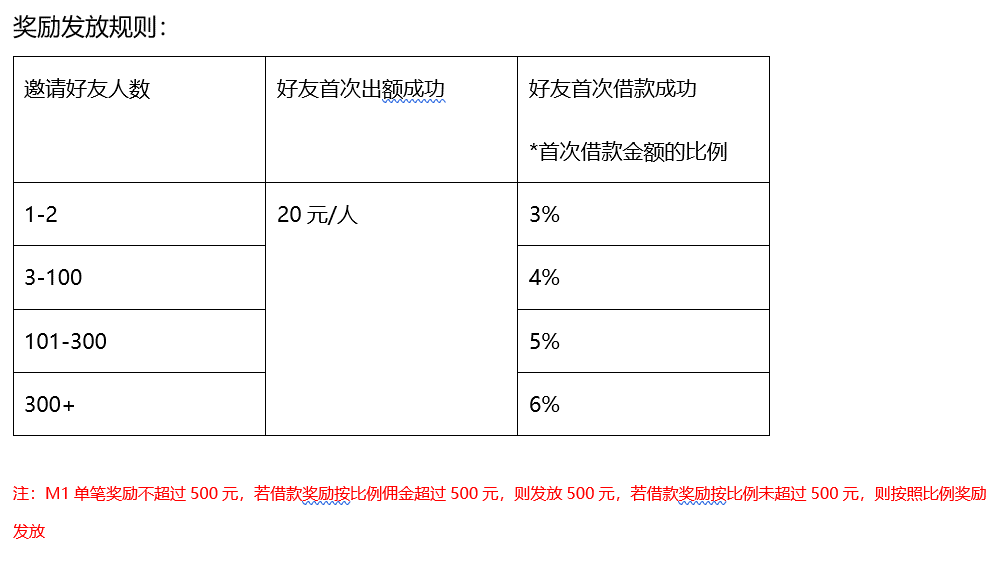 奖励发放规则：
邀请好友人数
好友首次出额成功
好友首次借款成功
*首次借款金额的比例
1-2
20 元/人
3%
3-100
4%
101-300
5%
300+
6%
注：M1 单笔奖励不超过 500 元，若借款奖励按比例佣金超过 500 元，则发放 500 元，若借款奖励按比例未超过 500 元，则按照比例奖励
发放